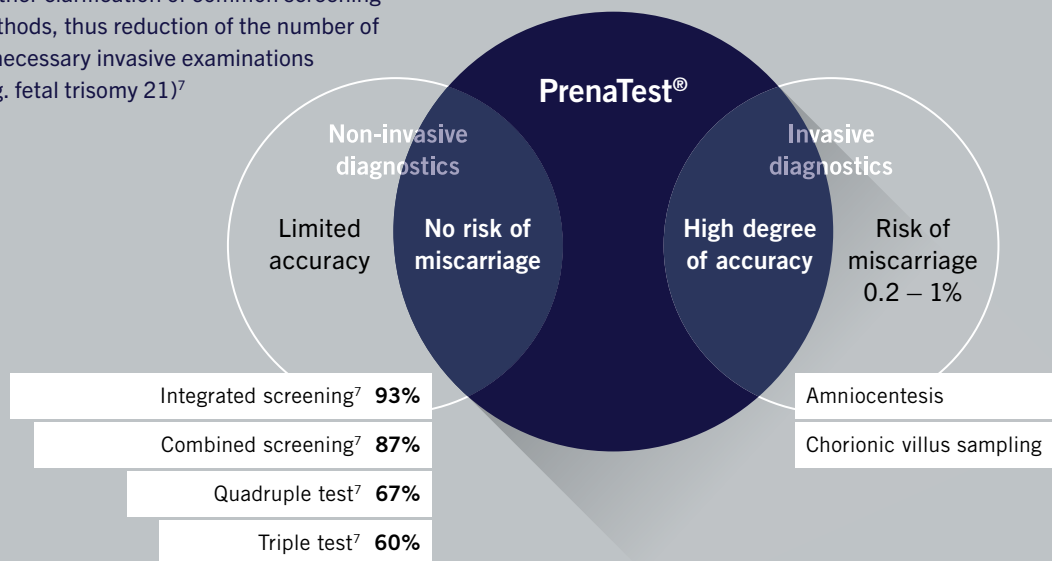 methods, thus reduction of the number of
invasive examinations
fetal trisomy 21)⁷
PrenaTest®
Non-invasive
diagnostics
Invasive
diagnostics
Limited
accuracy
No risk of
miscarriage
High degree
of accuracy
Risk of
miscarriage
0.2 – 1%
Integrated screening⁷ 93%
Combined screening⁷ 87%
Quadruple test⁷ 67%
Triple test⁷ 60%
Amniocentesis
Chorionic villus sampling